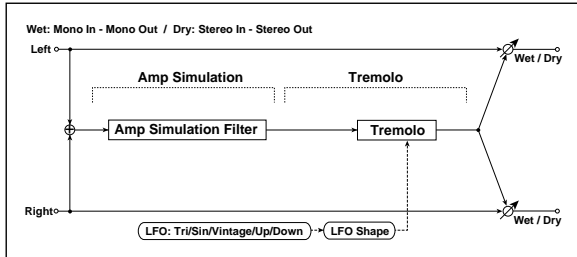 Wet: Mono In - Mono Out / Dry: Stereo In - Stereo Out
Left
Wet / Dry
Amp Simulation
Tremolo
Amp Simulation Filter
Tremolo
Right
Wet / Dry
LFO: Tri/Sin/Vintage/Up/Down
LFO Shape